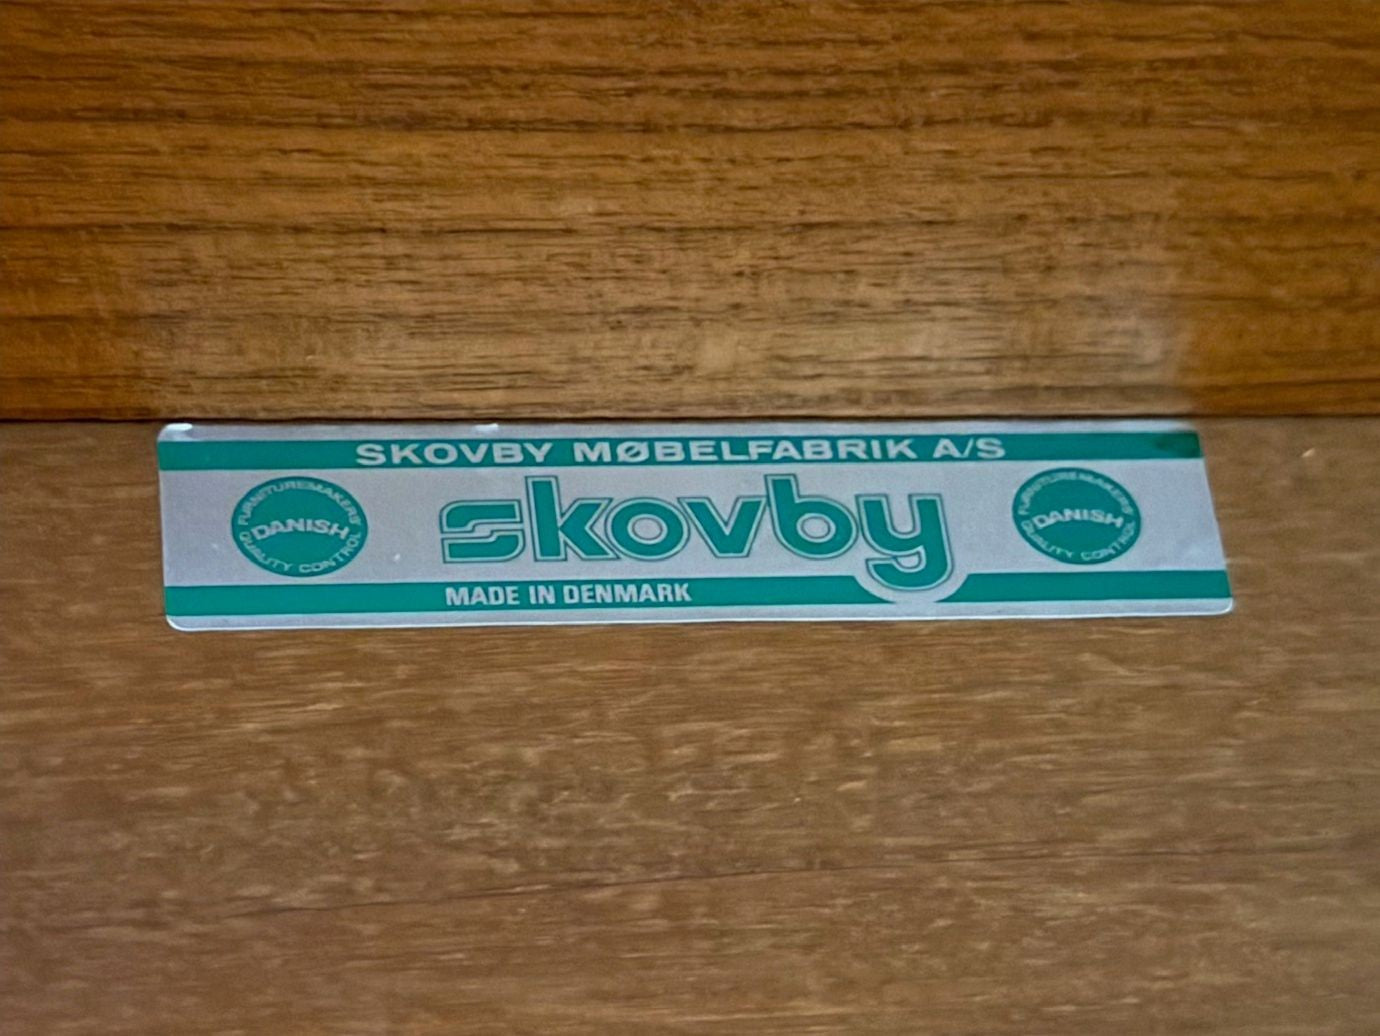 SKOVBY MØBELFABRIK A/S
FURNITUREMAKERS'
DANISH
QUALITY CONTROL
skovby
FURNITUREMAKERS'
DANISH
QUALITY CONTROL
MADE IN DENMARK